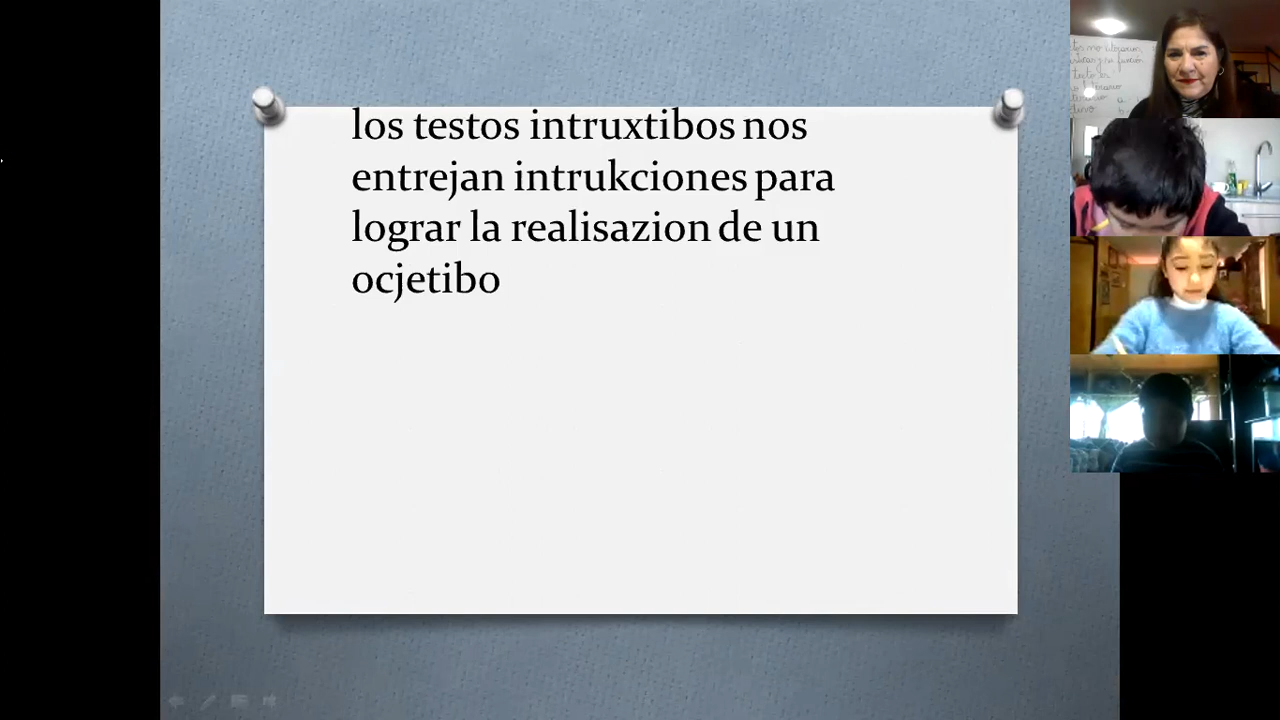 los testos intruxtibos nos
entrejan intrukciones para
lograr la realisazion de un
ocjetibo